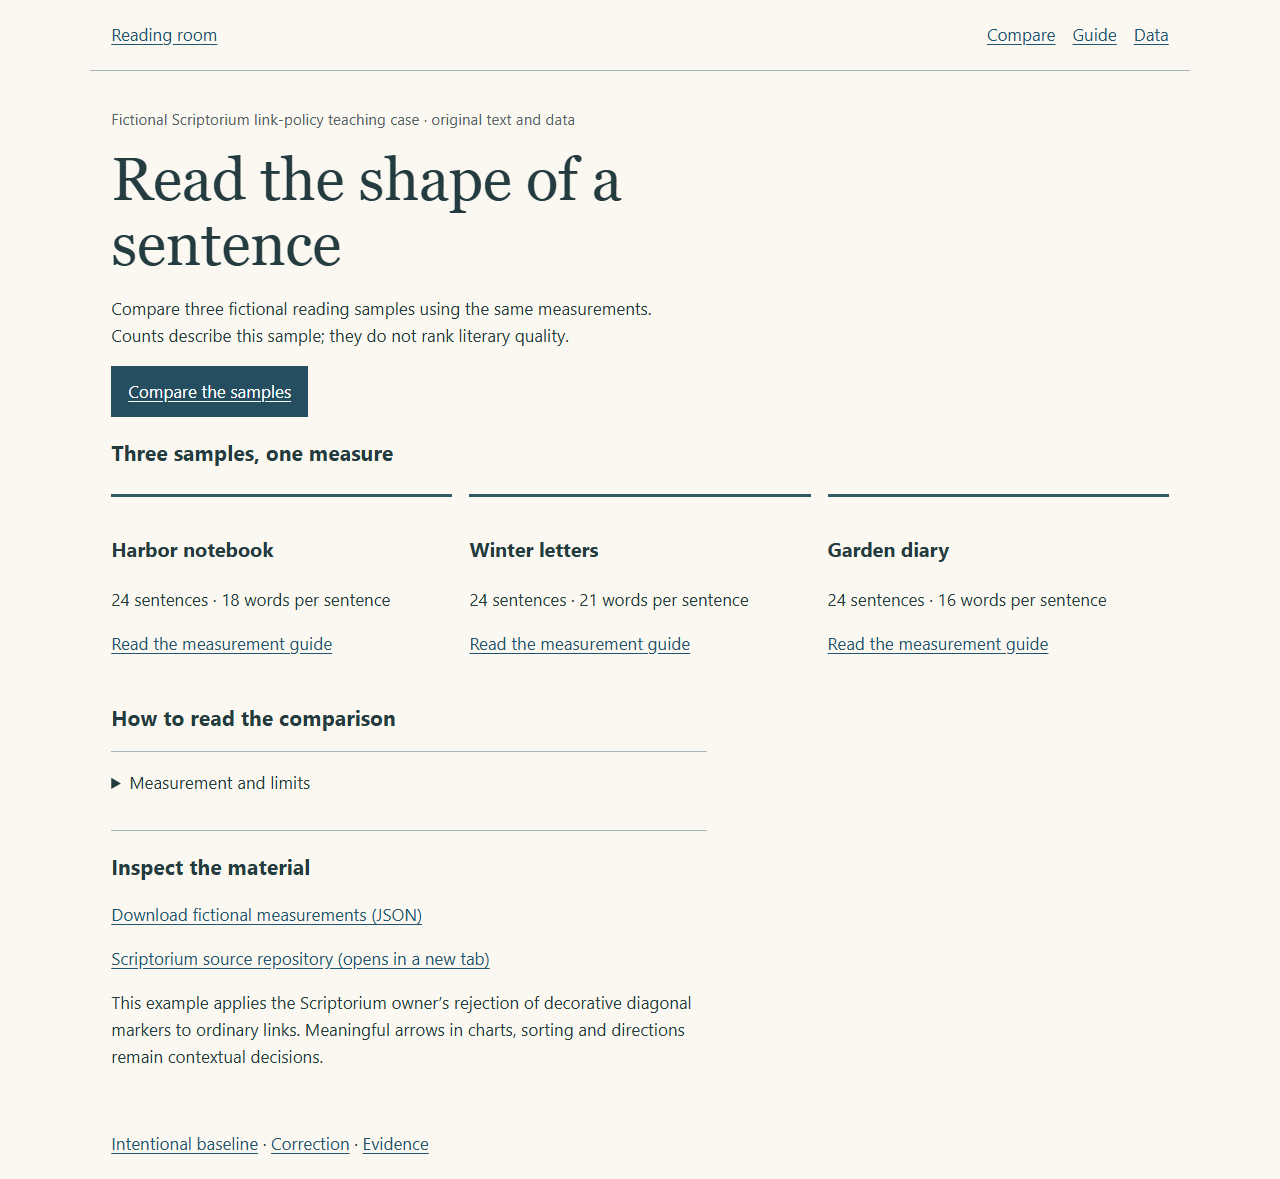 Reading room
Compare Guide Data
Fictional Scriptorium link-policy teaching case · original text and data
Read the shape of a
sentence
Compare three fictional reading samples using the same measurements.
Counts describe this sample; they do not rank literary quality.
Compare the samples
Three samples, one measure
Harbor notebook
24 sentences · 18 words per sentence
Read the measurement guide
Winter letters
24 sentences · 21 words per sentence
Read the measurement guide
Garden diary
24 sentences · 16 words per sentence
Read the measurement guide
How to read the comparison
Measurement and limits
Inspect the material
Download fictional measurements (JSON)
Scriptorium source repository (opens in a new tab)
This example applies the Scriptorium owner’s rejection of decorative diagonal
markers to ordinary links. Meaningful arrows in charts, sorting and directions
remain contextual decisions.
Intentional baseline · Correction · Evidence